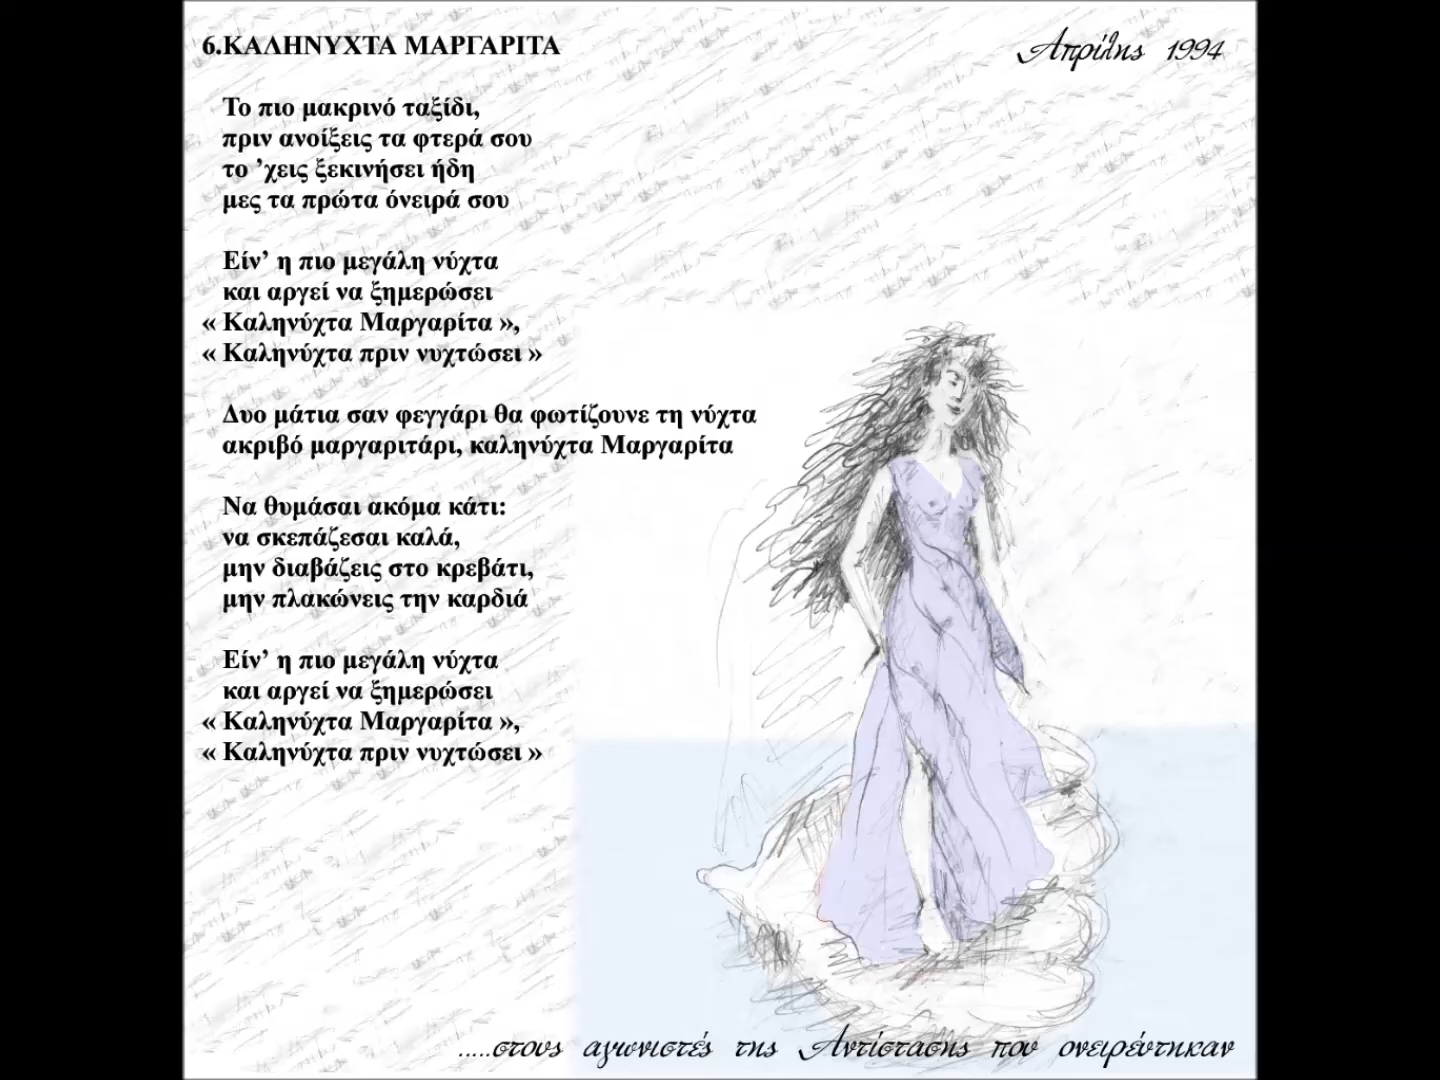 6.ΚΑΛΗΝΥΧΤΑ ΜΑΡΓΑΡΙΤΑ
Απρίλης 1994
Το πιο μακρινό ταξίδι,
πριν ανοίξεις τα φτερά σου
το ’χεις ξεκινήσει ήδη
μες τα πρώτα όνειρά σου
Είν’ η πιο μεγάλη νύχτα
και αργεί να ξημερώσει
« Καληνύχτα Μαργαρίτα »,
« Καληνύχτα πριν νυχτώσει »
Δυο μάτια σαν φεγγάρι θα φωτίζουνε τη νύχτα
ακριβό μαργαριτάρι, καληνύχτα Μαργαρίτα
Να θυμάσαι ακόμα κάτι:
να σκεπάζεσαι καλά,
μην διαβάζεις στο κρεβάτι,
μην πλακώνεις την καρδιά
Είν’ η πιο μεγάλη νύχτα
και αργεί να ξημερώσει
« Καληνύχτα Μαργαρίτα »,
« Καληνύχτα πριν νυχτώσει »
.....στους αγωνιστές της Αντίστασης που ονειρεύτηκαν